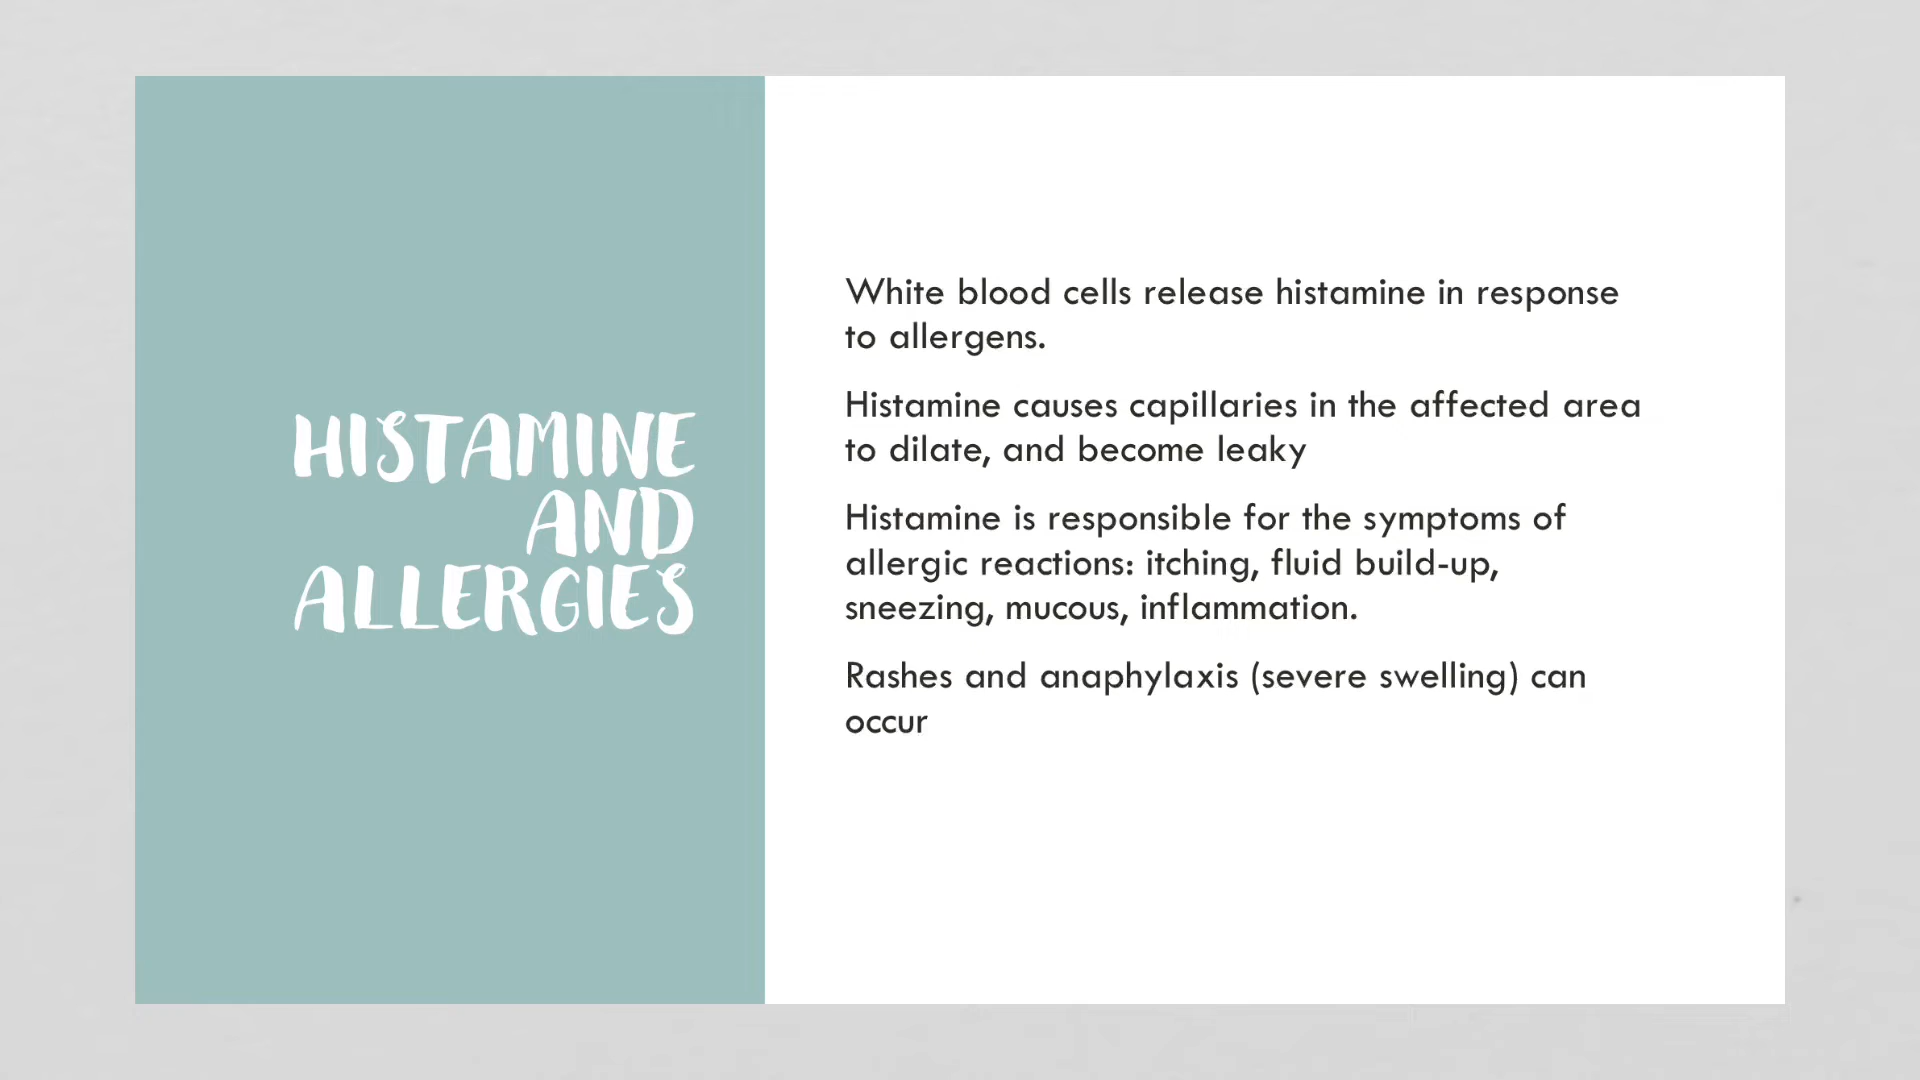 HISTAMINE
AND
ALLERGIES
White blood cells release histamine in response
to allergens.
Histamine causes capillaries in the affected area
to dilate, and become leaky
Histamine is responsible for the symptoms of
allergic reactions: itching, fluid build-up,
sneezing, mucous, inflammation.
Rashes and anaphylaxis (severe swelling) can
occur